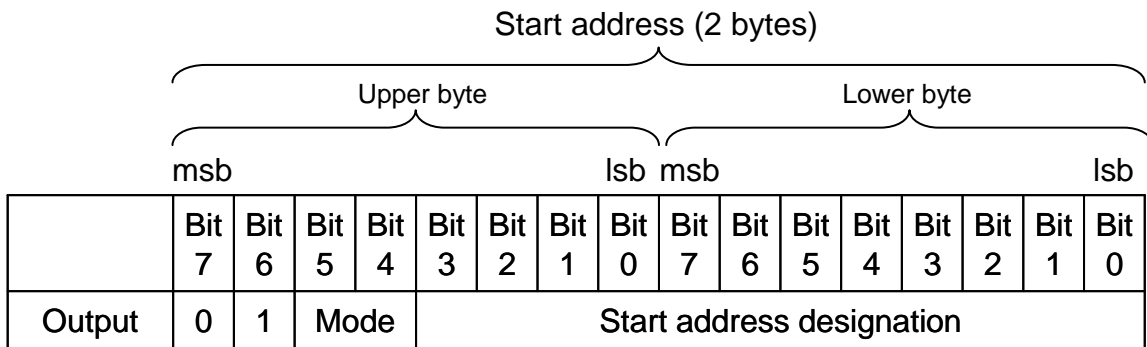 Start address (2 bytes)
Upper byte Lower byte
msb lsb msb lsb
Bit 7 Bit 6 Bit 5 Bit 4 Bit 3 Bit 2 Bit 1 Bit 0 Bit 7 Bit 6 Bit 5 Bit 4 Bit 3 Bit 2 Bit 1 Bit 0
Output 0 1 Mode Start address designation